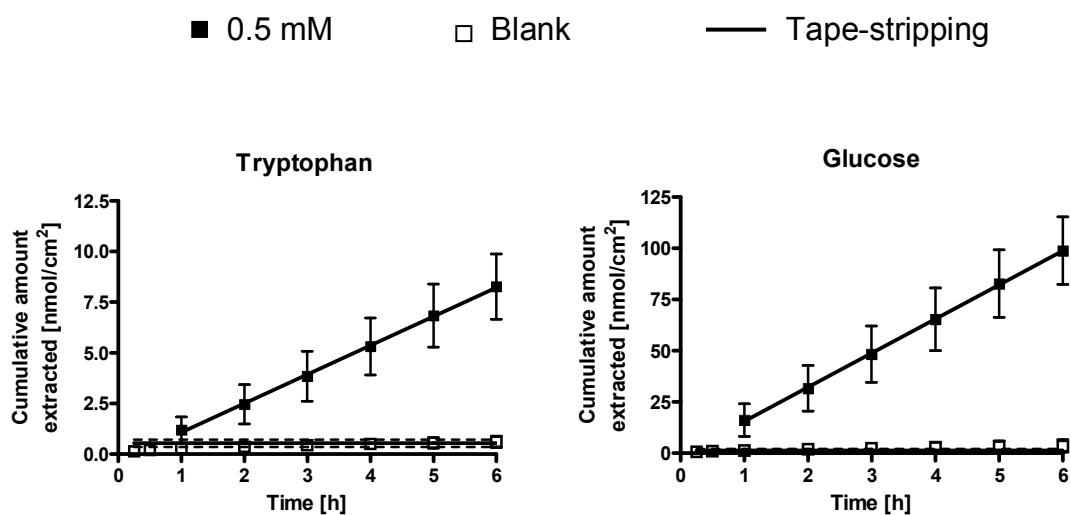 0.5 mM Blank Tape-stripping
Tryptophan
Cumulative amount
extracted [nmol/cm²]
12.5
10.0
7.5
5.0
2.5
0.0
0 1 2 3 4 5 6
Time [h]
Glucose
Cumulative amount
extracted [nmol/cm²]
125
100
75
50
25
0
0 1 2 3 4 5 6
Time [h]